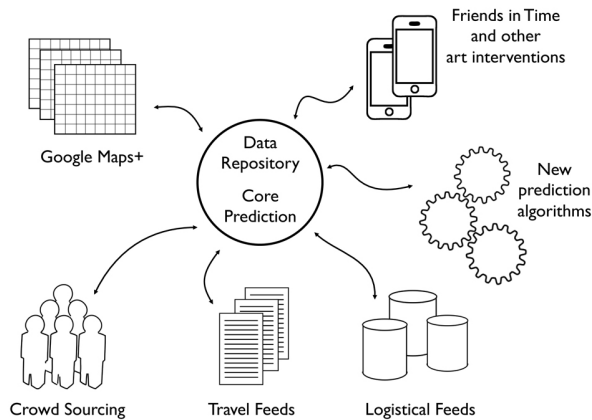 Friends in Time
and other
art interventions
Google Maps+
Data
Repository
Core
Prediction
New
prediction
algorithms
Crowd Sourcing
Travel Feeds
Logistical Feeds